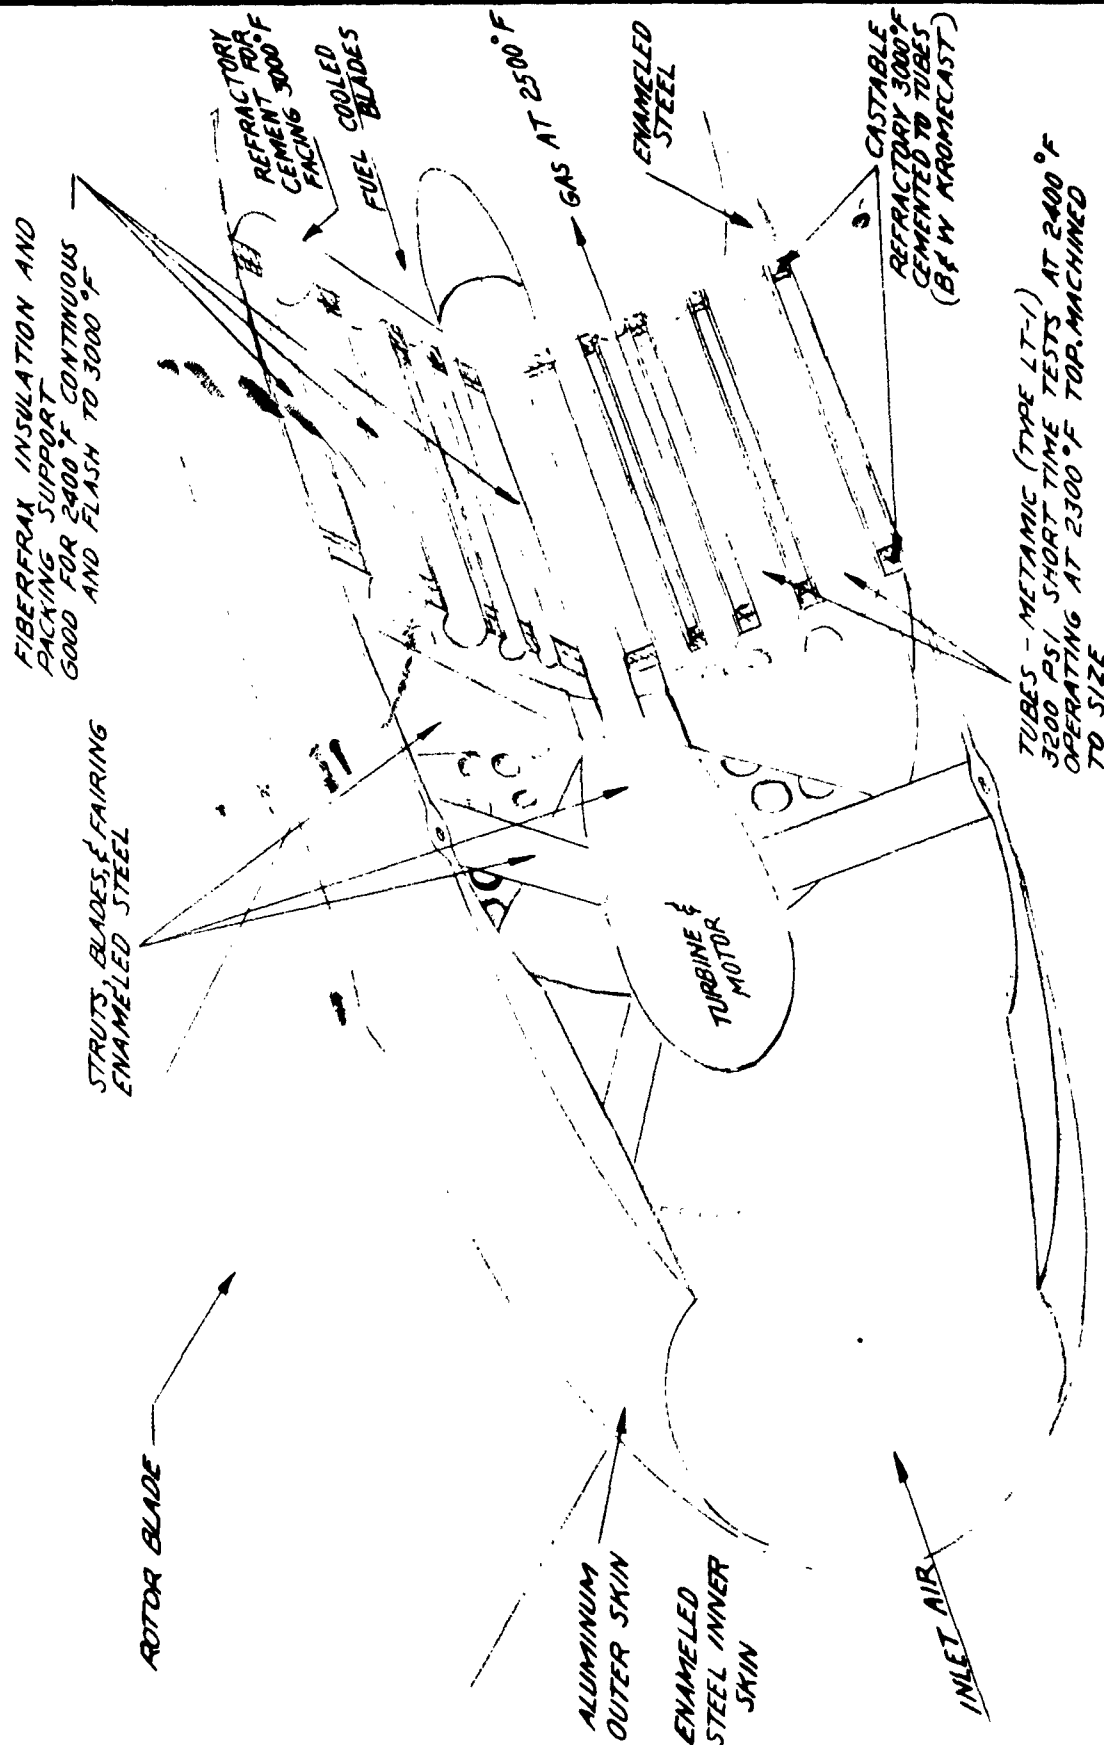 FIBERFRAX INSULATION AND
PACKING SUPPORT
GOOD FOR 2400°F CONTINUOUS
AND FLASH TO 3000°F
REFRACTORY
CEMENT FOR
FACING 3000°F
FUEL COOLED
BLADES
GAS AT 2500°F
ENAMELED
STEEL
CASTABLE
REFRACTORY 3000°F
CEMENTED TO TUBES
(B&W KROMECAST)
STRUTS, BLADES, & FAIRING
ENAMELED STEEL
TURBINE &
MOTOR
TUBES - METAMIC (TYPE LT-1)
3200 PSI SHORT TIME TESTS AT 2400°F
OPERATING AT 2300°F TOP. MACHINED
TO SIZE
ROTOR BLADE
ALUMINUM
OUTER SKIN
ENAMELED
STEEL INNER
SKIN
INLET AIR